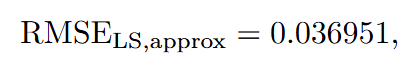 RMSE_LS,approx = 0.036951,